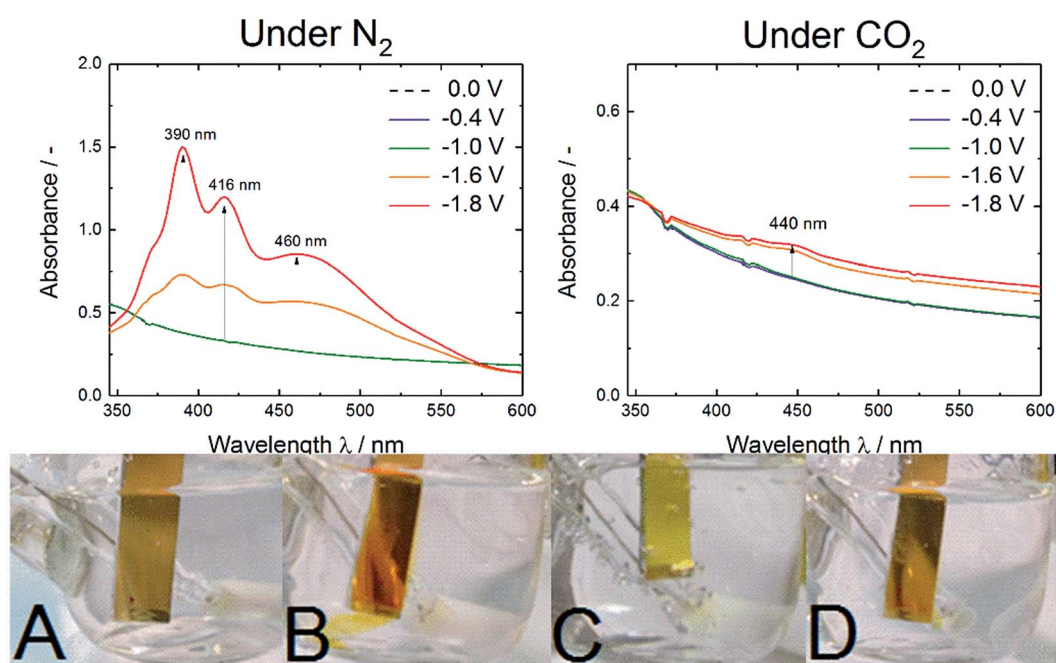 Under N2
Under CO2
2.0
1.5
1.0
0.5
0.0
Absorbance / -
390 nm
416 nm
460 nm
0.0 V
-0.4 V
-1.0 V
-1.6 V
-1.8 V
350 400 450 500 550 600
Wavelength λ / nm
0.6
0.4
0.2
0.0
Absorbance / -
440 nm
0.0 V
-0.4 V
-1.0 V
-1.6 V
-1.8 V
350 400 450 500 550 600
Wavelength λ / nm
A B C D